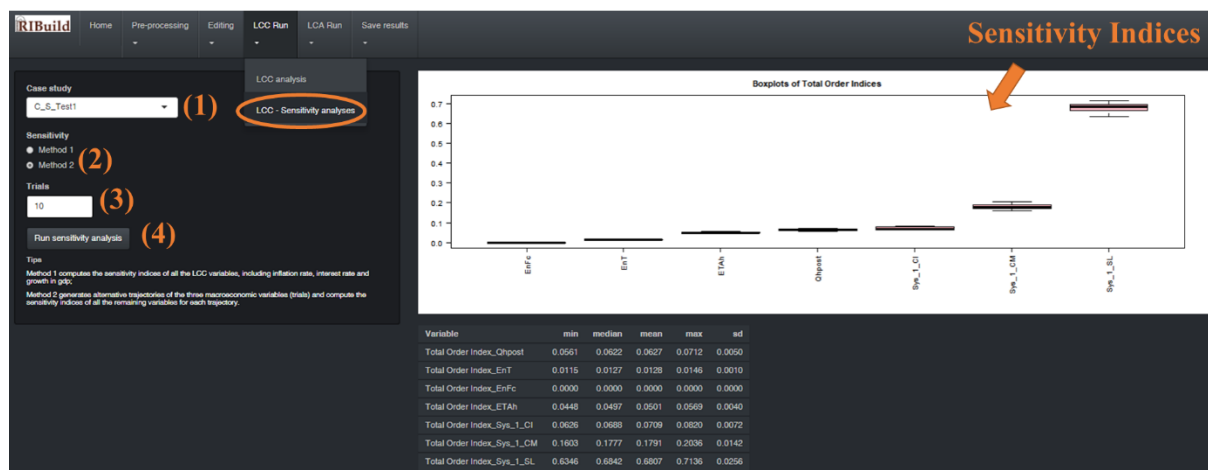 RIBuild
Home
Pre-processing
Editing
LCC Run
LCA Run
Save results
Sensitivity Indices
LCC analysis
LCC - Sensitivity analyses
Case study
C_S_Test1
(1)
Sensitivity
Method 1
Method 2
(2)
Trials
10
(3)
Run sensitivity analysis
(4)
Tips
Method 1 computes the sensitivity indices of all the LCC variables, including inflation rate, interest rate and
growth in gdp;
Method 2 generates alternative trajectories of the three macroeconomic variables (trials) and compute the
sensitivity indices of all the remaining variables for each trajectory.
Boxplots of Total Order Indices
0.7
0.6
0.5
0.4
0.3
0.2
0.1
0.0
EnFc
EnT
ETAh
Qhpost
Sys_1_CI
Sys_1_CM
Sys_1_SL
Variable min median mean max sd
Total Order Index_Qhpost 0.0561 0.0622 0.0627 0.0712 0.0050
Total Order Index_EnT 0.0115 0.0127 0.0128 0.0146 0.0010
Total Order Index_EnFc 0.0000 0.0000 0.0000 0.0000 0.0000
Total Order Index_ETAh 0.0448 0.0497 0.0501 0.0569 0.0040
Total Order Index_Sys_1_CI 0.0626 0.0688 0.0709 0.0820 0.0072
Total Order Index_Sys_1_CM 0.1603 0.1777 0.1791 0.2036 0.0142
Total Order Index_Sys_1_SL 0.6346 0.6842 0.6807 0.7136 0.0256